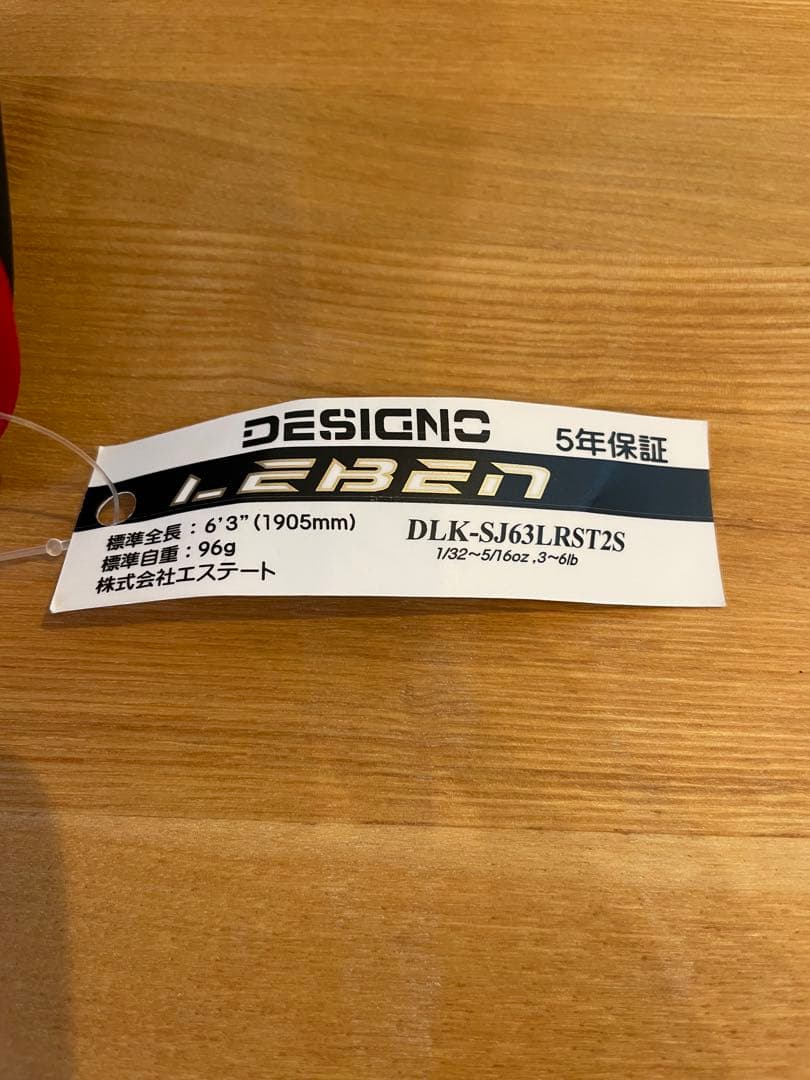 DESIGNO
5年保証
LEBEN
標準全長：6'3"(1905mm)
標準自重：96g
株式会社エステート
DLK-SJ63LRST2S
1/32~5/16oz ,3~6lb